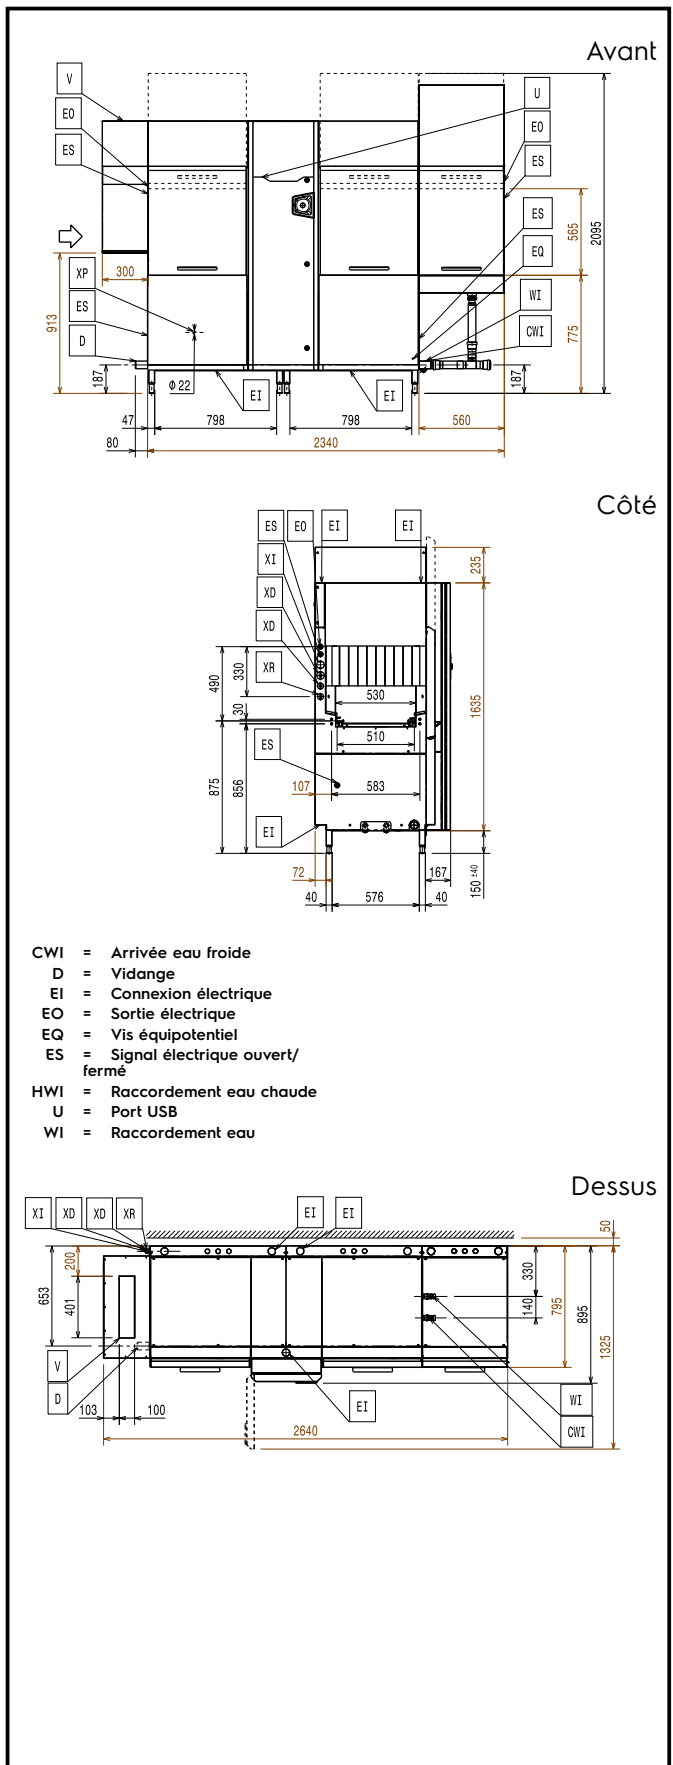 Avant
V
EO
ES
XP
ES
D
U
EO
ES
ES
EQ
WI
CWI
EI
EI
300
913
187
Φ 22
47
80
798
798
560
2340
187
775
565
2095
Côté
ES
EO
EI
EI
XI
XD
XD
XR
ES
EI
235
490
330
30
530
510
1635
875
856
107
583
72
167
150 ±40
40
576
40
CWI = Arrivée eau froide
D = Vidange
EI = Connexion électrique
EO = Sortie électrique
EQ = Vis équipotentiel
ES = Signal électrique ouvert/
fermé
HWI = Raccordement eau chaude
U = Port USB
WI = Raccordement eau
Dessus
XI
XD
XD
XR
EI
EI
50
653
200
401
330
140
795
895
1325
V
D
103
100
EI
WI
CWI
2640